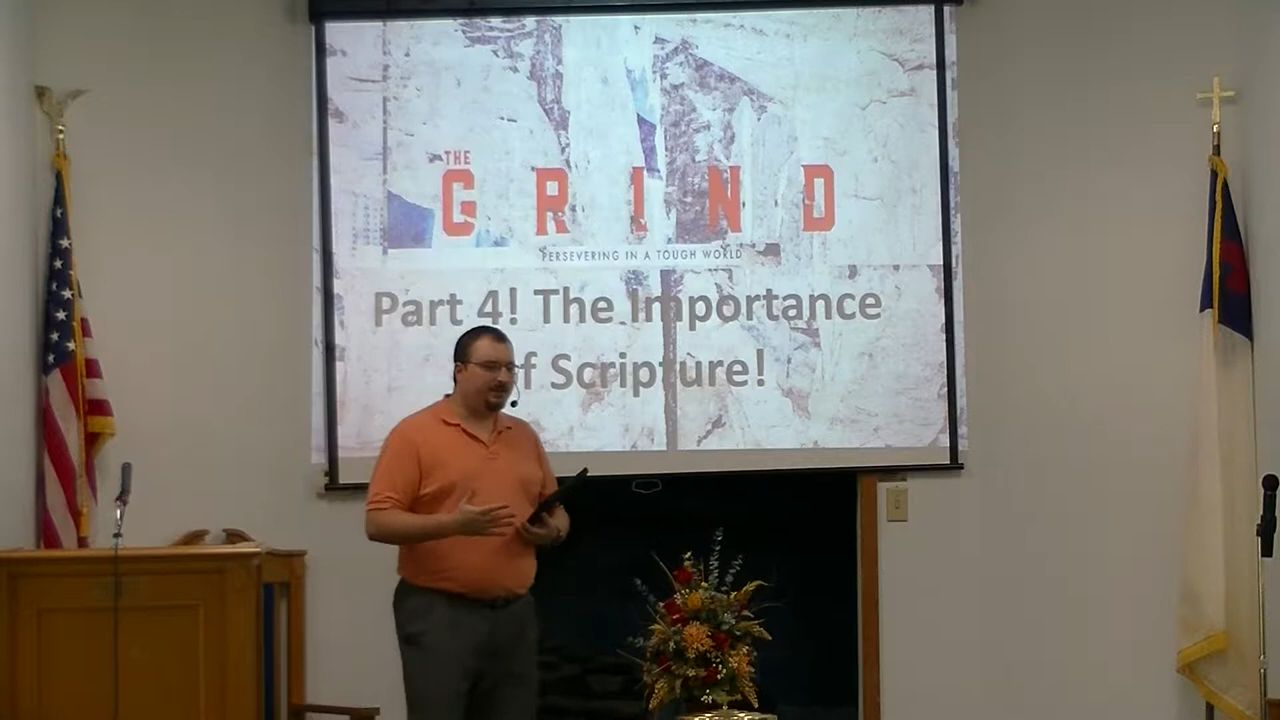 THE
GRIND
PERSEVERING IN A TOUGH WORLD
Part 4! The Importance
f Scripture!